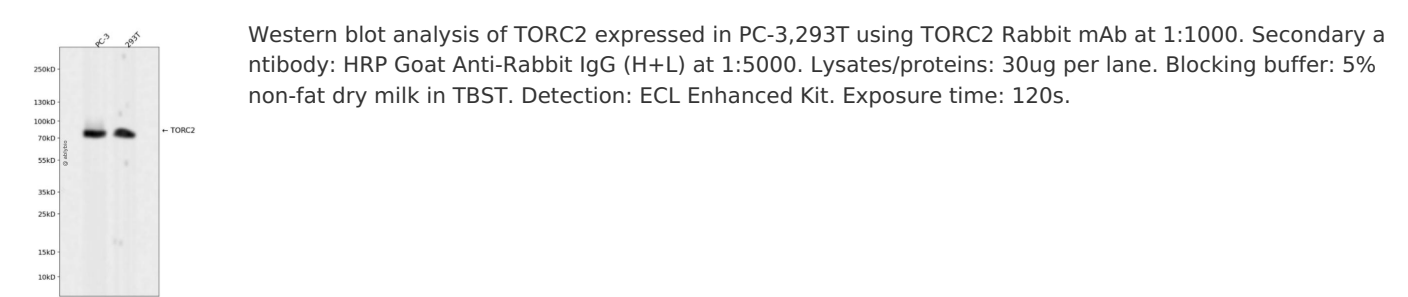 PC-3
293T
250kD
130kD
100kD
70kD
55kD
35kD
25kD
15kD
10kD
← TORC2
@ ablybio
Western blot analysis of TORC2 expressed in PC-3,293T using TORC2 Rabbit mAb at 1:1000. Secondary a
ntibody: HRP Goat Anti-Rabbit IgG (H+L) at 1:5000. Lysates/proteins: 30ug per lane. Blocking buffer: 5%
non-fat dry milk in TBST. Detection: ECL Enhanced Kit. Exposure time: 120s.